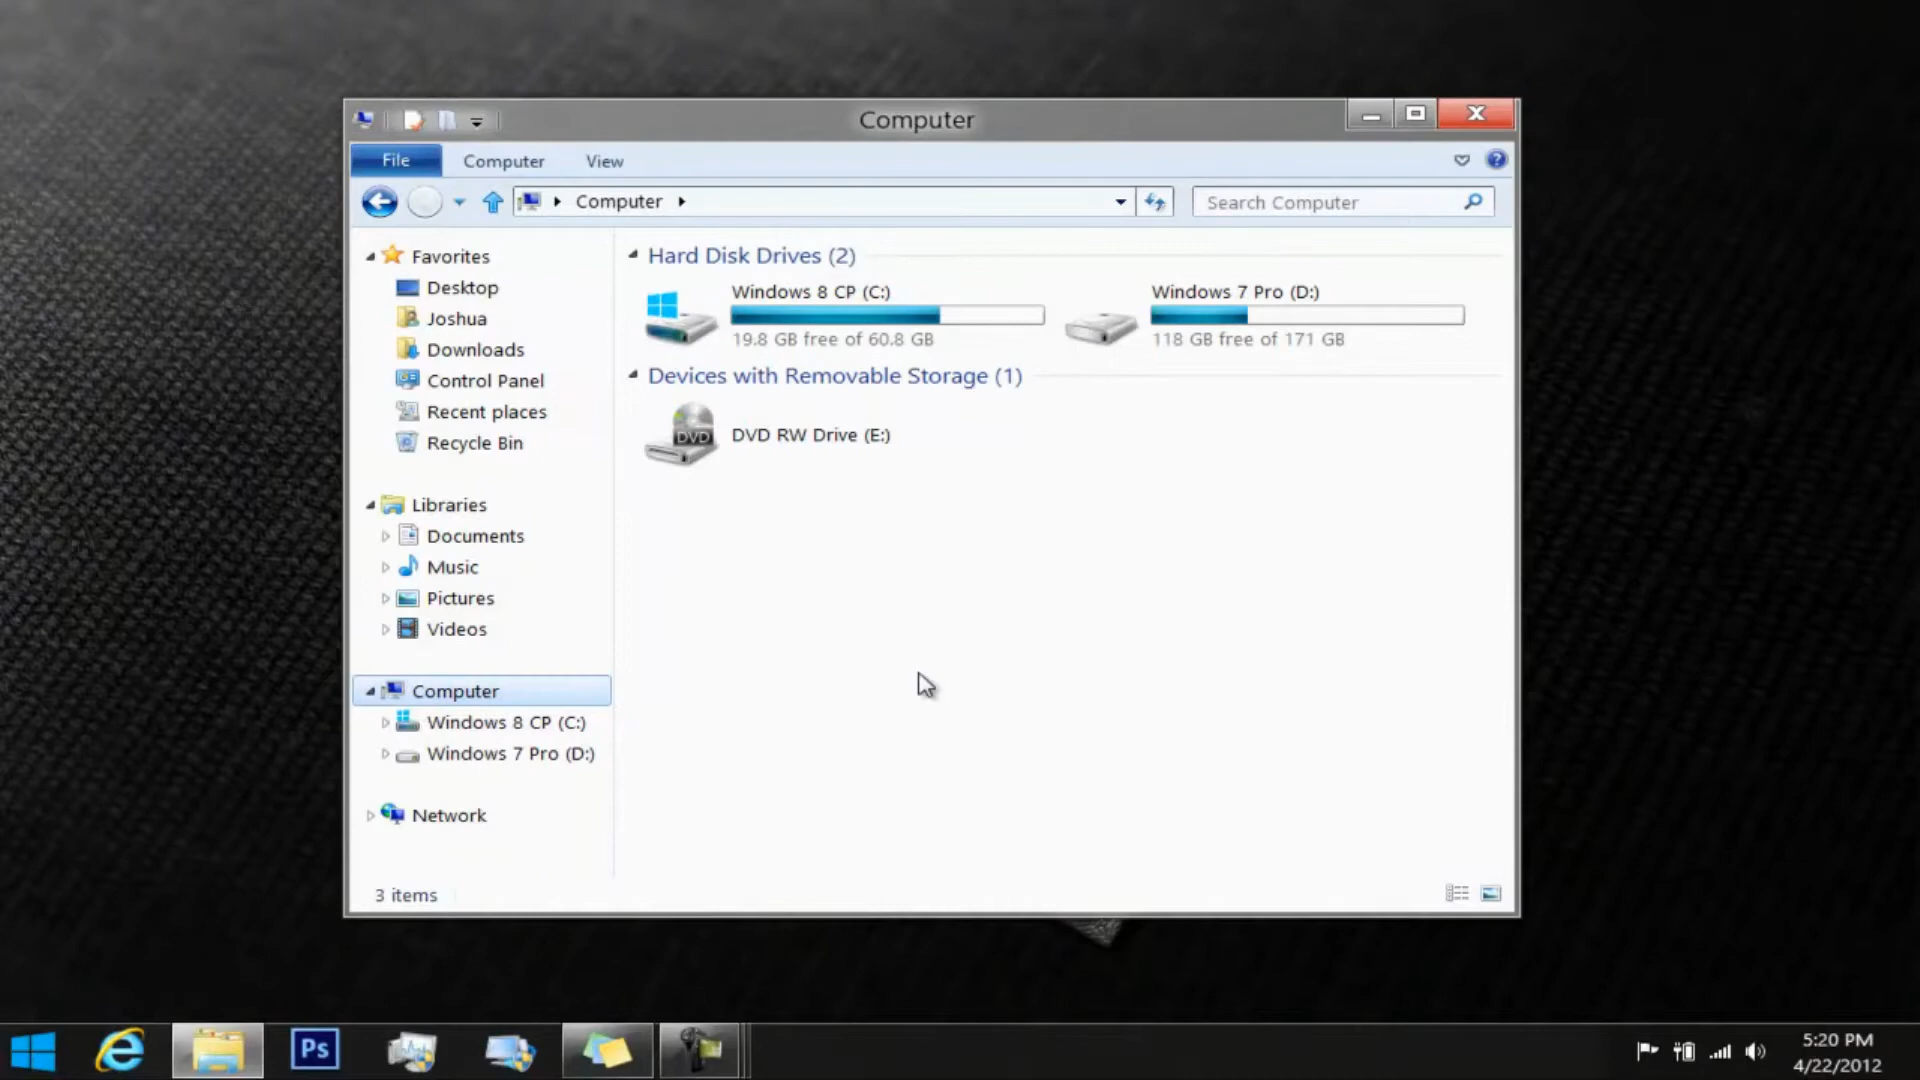 Computer
File Computer View
Computer Search Computer
Favorites
Desktop
Joshua
Downloads
Control Panel
Recent places
Recycle Bin
Libraries
Documents
Music
Pictures
Videos
Computer
Windows 8 CP (C:)
Windows 7 Pro (D:)
Network
Hard Disk Drives (2)
Windows 8 CP (C:)
19.8 GB free of 60.8 GB
Windows 7 Pro (D:)
118 GB free of 171 GB
Devices with Removable Storage (1)
DVD
DVD RW Drive (E:)
3 items
Ps
5:20 PM
4/22/2012